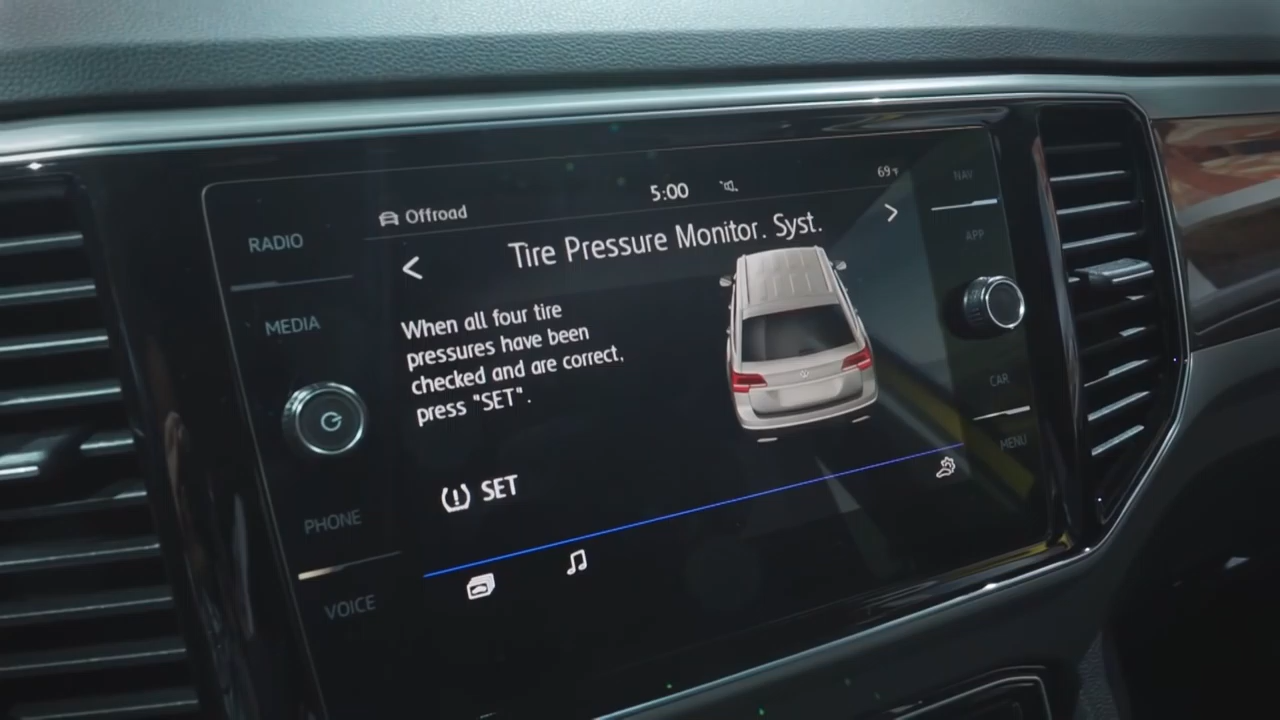 5:00
69°F
Offroad
Tire Pressure Monitor. Syst.
When all four tire
pressures have been
checked and are correct,
press "SET".
SET
RADIO
MEDIA
PHONE
VOICE
NAV
APP
CAR
MENU